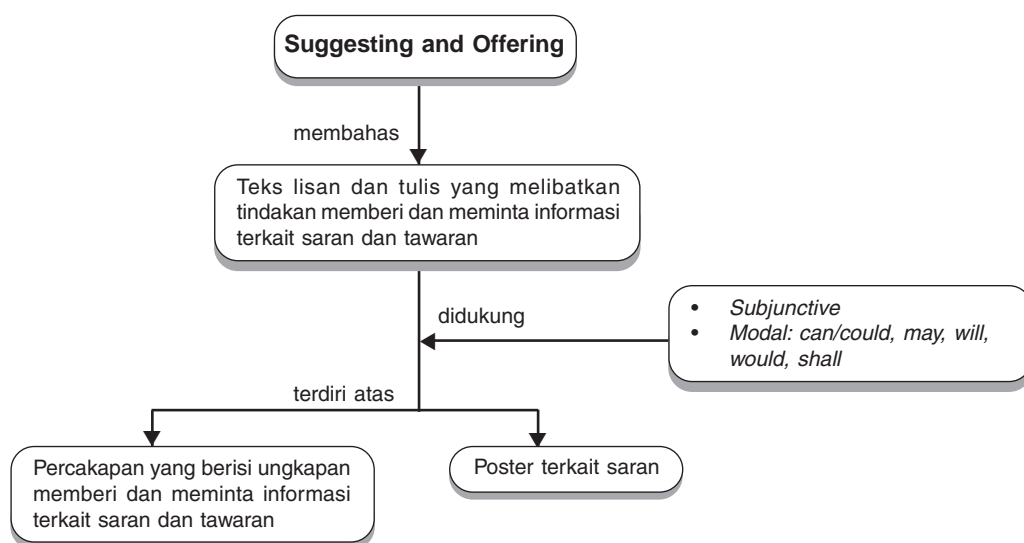 Suggesting and Offering
membahas
Teks lisan dan tulis yang melibatkan
tindakan memberi dan meminta informasi
terkait saran dan tawaran
didukung
• Subjunctive
• Modal: can/could, may, will,
would, shall
terdiri atas
Percakapan yang berisi ungkapan
memberi dan meminta informasi
terkait saran dan tawaran
Poster terkait saran